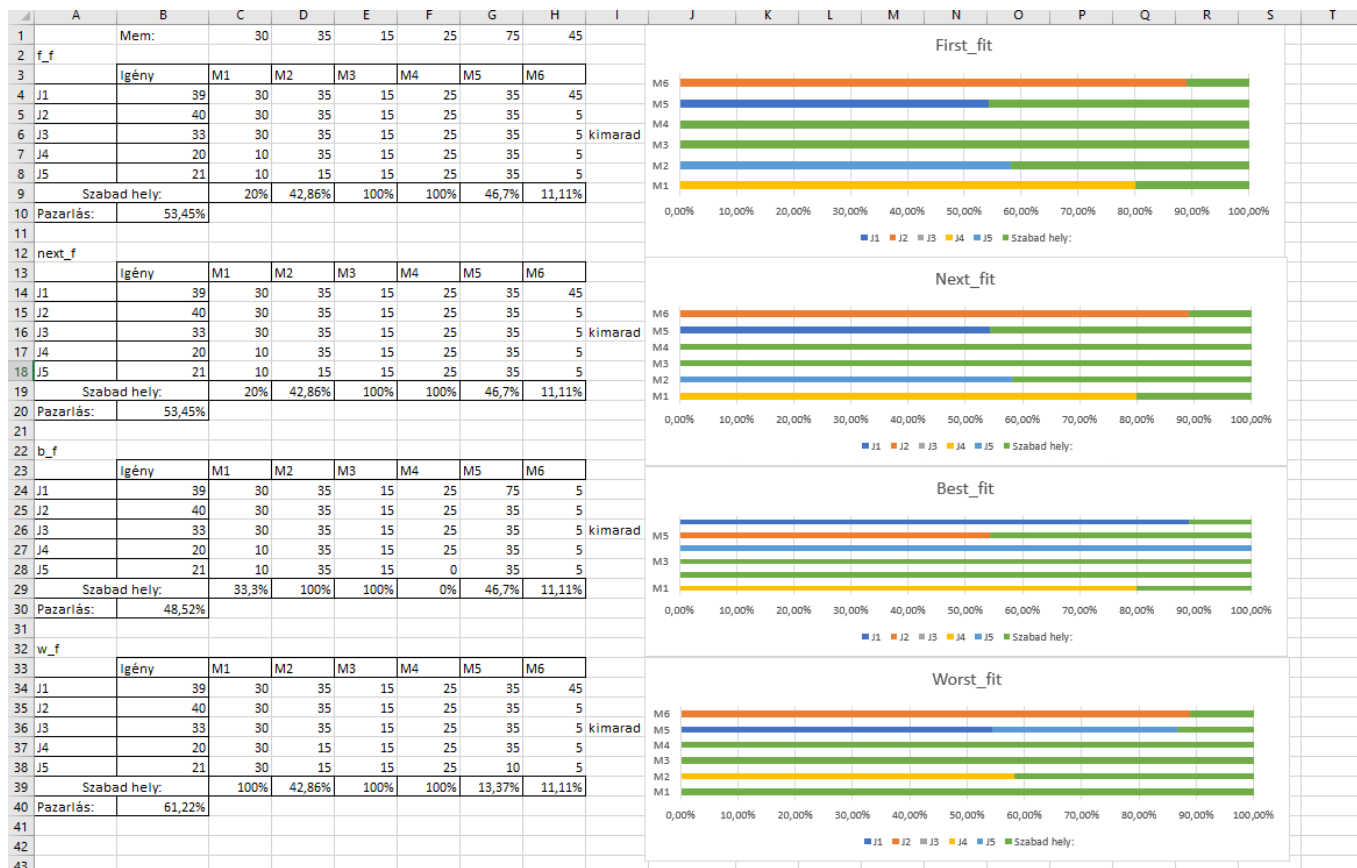 A B C D E F G H I J K L M N O P Q R S T
1 Mem: 30 35 15 25 75 45
2 f_f
3 Igény M1 M2 M3 M4 M5 M6
4 J1 39 30 35 15 25 35 45
5 J2 40 30 35 15 25 35 5
6 J3 33 30 35 15 25 35 5 kimarad
7 J4 20 10 35 15 25 35 5
8 J5 21 10 15 15 25 35 5
9 Szabad hely: 20% 42,86% 100% 100% 46,7% 11,11%
10 Pazarlás: 53,45%
11
12 next_f
13 Igény M1 M2 M3 M4 M5 M6
14 J1 39 30 35 15 25 35 45
15 J2 40 30 35 15 25 35 5
16 J3 33 30 35 15 25 35 5 kimarad
17 J4 20 10 35 15 25 35 5
18 J5 21 10 15 15 25 35 5
19 Szabad hely: 20% 42,86% 100% 100% 46,7% 11,11%
20 Pazarlás: 53,45%
21
22 b_f
23 Igény M1 M2 M3 M4 M5 M6
24 J1 39 30 35 15 25 75 5
25 J2 40 30 35 15 25 35 5
26 J3 33 30 35 15 25 35 5 kimarad
27 J4 20 10 35 15 25 35 5
28 J5 21 10 35 15 0 35 5
29 Szabad hely: 33,3% 100% 100% 0% 46,7% 11,11%
30 Pazarlás: 48,52%
31
32 w_f
33 Igény M1 M2 M3 M4 M5 M6
34 J1 39 30 35 15 25 35 45
35 J2 40 30 35 15 25 35 5
36 J3 33 30 35 15 25 35 5 kimarad
37 J4 20 30 15 15 25 35 5
38 J5 21 30 15 15 25 10 5
39 Szabad hely: 100% 42,86% 100% 100% 13,37% 11,11%
40 Pazarlás: 61,22%
41
42
43
First_fit
M6
M5
M4
M3
M2
M1
0,00% 10,00% 20,00% 30,00% 40,00% 50,00% 60,00% 70,00% 80,00% 90,00% 100,00%
J1 J2 J3 J4 J5 Szabad hely:
Next_fit
M6
M5
M4
M3
M2
M1
0,00% 10,00% 20,00% 30,00% 40,00% 50,00% 60,00% 70,00% 80,00% 90,00% 100,00%
J1 J2 J3 J4 J5 Szabad hely:
Best_fit
M5
M3
M1
0,00% 10,00% 20,00% 30,00% 40,00% 50,00% 60,00% 70,00% 80,00% 90,00% 100,00%
J1 J2 J3 J4 J5 Szabad hely:
Worst_fit
M6
M5
M4
M3
M2
M1
0,00% 10,00% 20,00% 30,00% 40,00% 50,00% 60,00% 70,00% 80,00% 90,00% 100,00%
J1 J2 J3 J4 J5 Szabad hely: